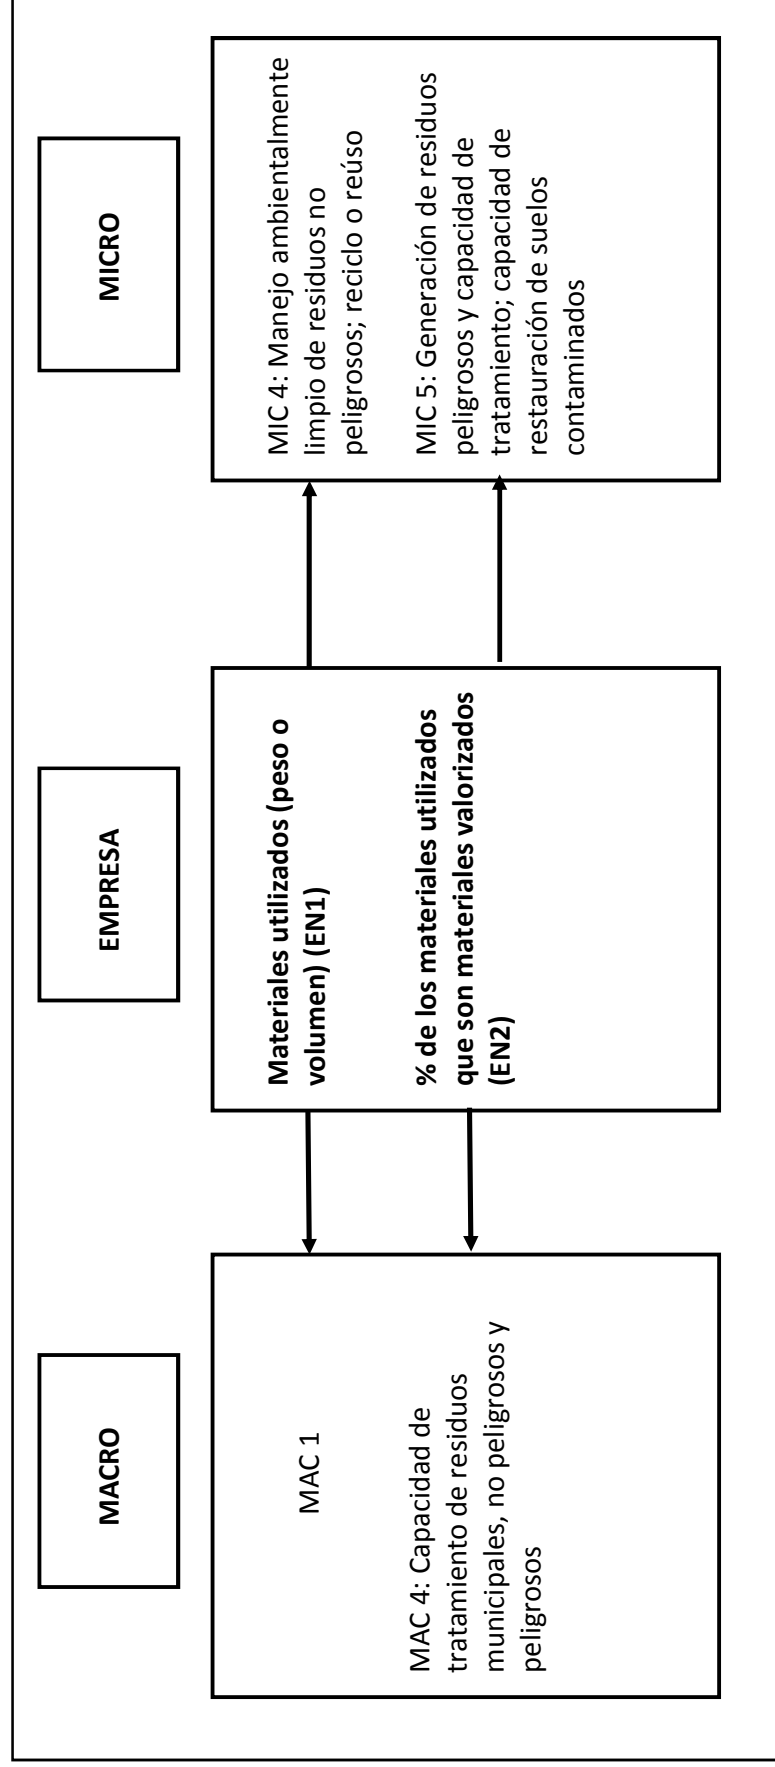 MACRO
MAC 1
MAC 4: Capacidad de
tratamiento de residuos
municipales, no peligrosos y
peligrosos
EMPRESA
Materiales utilizados (peso o
volumen) (EN1)
% de los materiales utilizados
que son materiales valorizados
(EN2)
MICRO
MIC 4: Manejo ambientalmente
limpio de residuos no
peligrosos; reciclo o reúso
MIC 5: Generación de residuos
peligrosos y capacidad de
tratamiento; capacidad de
restauración de suelos
contaminados